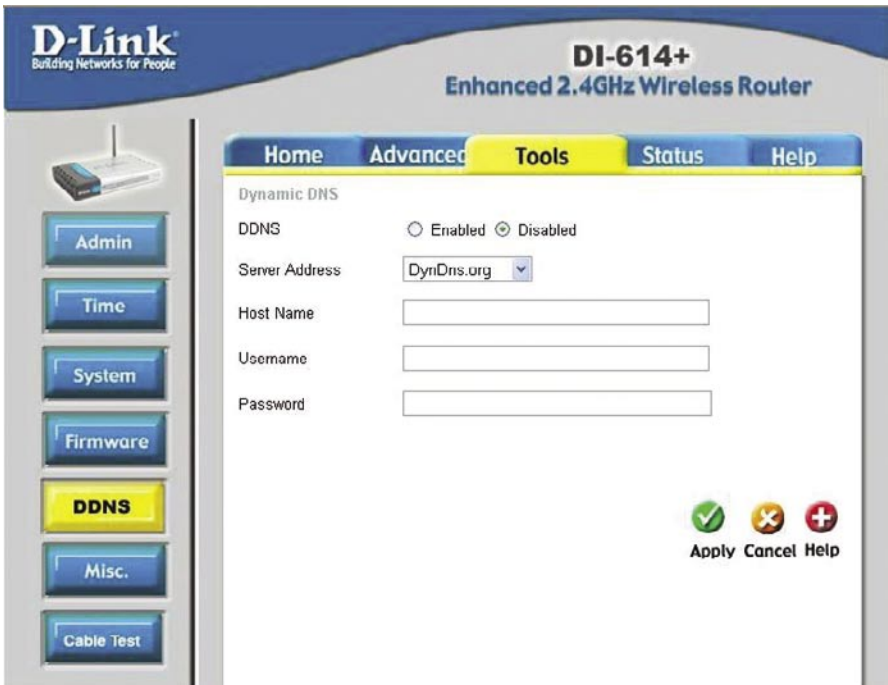 D-Link
Building Networks for People
DI-614+
Enhanced 2.4GHz Wireless Router
Home Advanced Tools Status Help
Admin
Time
System
Firmware
DDNS
Misc.
Cable Test
Dynamic DNS
DDNS Enabled Disabled
Server Address DynDns.org
Host Name
Username
Password
Apply Cancel Help